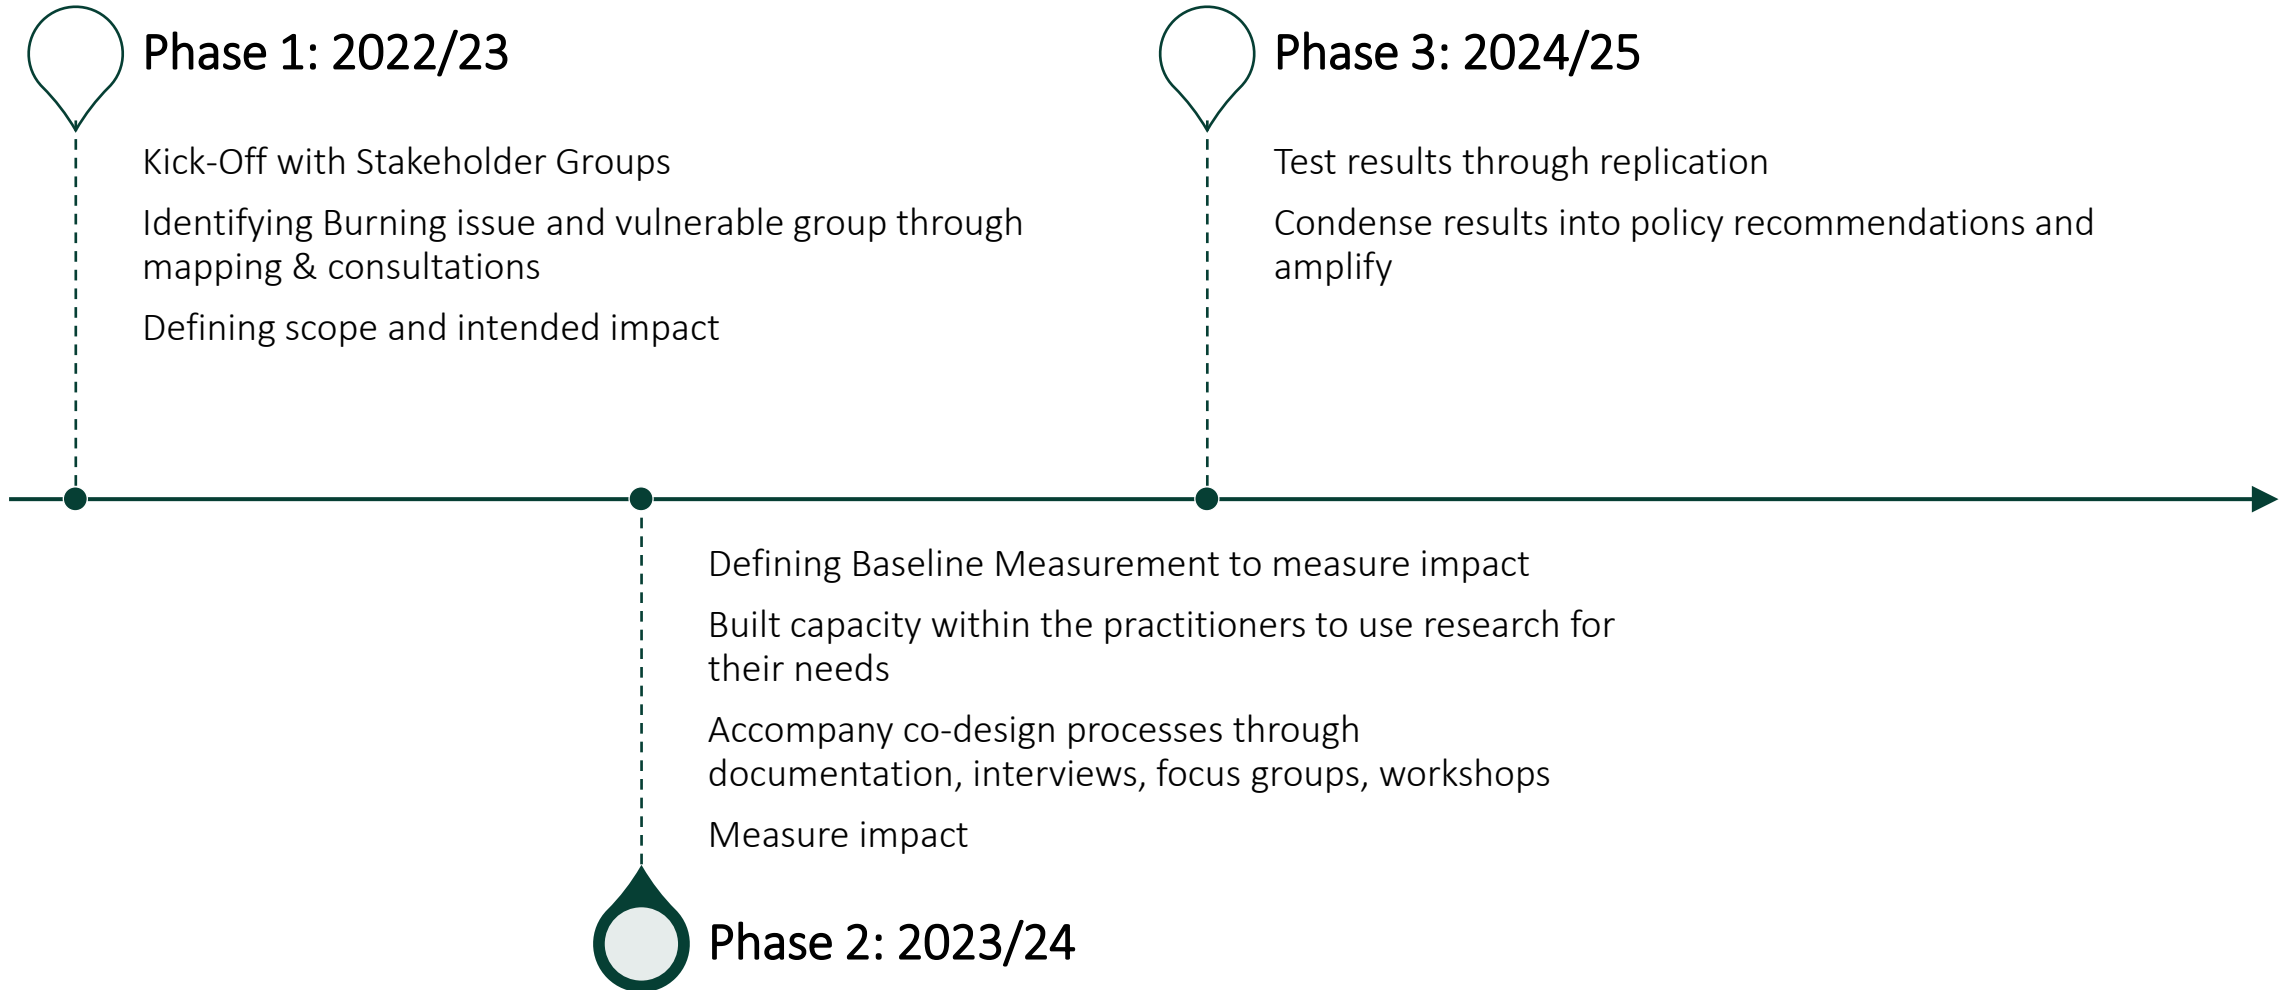 Phase 1: 2022/23
Kick-Off with Stakeholder Groups
Identifying Burning issue and vulnerable group through
mapping & consultations
Defining scope and intended impact
Phase 3: 2024/25
Test results through replication
Condense results into policy recommendations and
amplify
Defining Baseline Measurement to measure impact
Built capacity within the practitioners to use research for
their needs
Accompany co-design processes through
documentation, interviews, focus groups, workshops
Measure impact
Phase 2: 2023/24